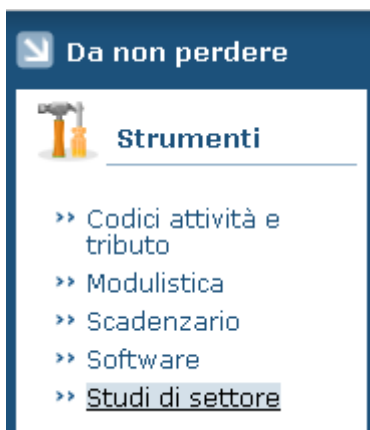 Da non perdere
Strumenti
›› Codici attività e
tributo
›› Modulistica
›› Scadenzario
›› Software
›› Studi di settore